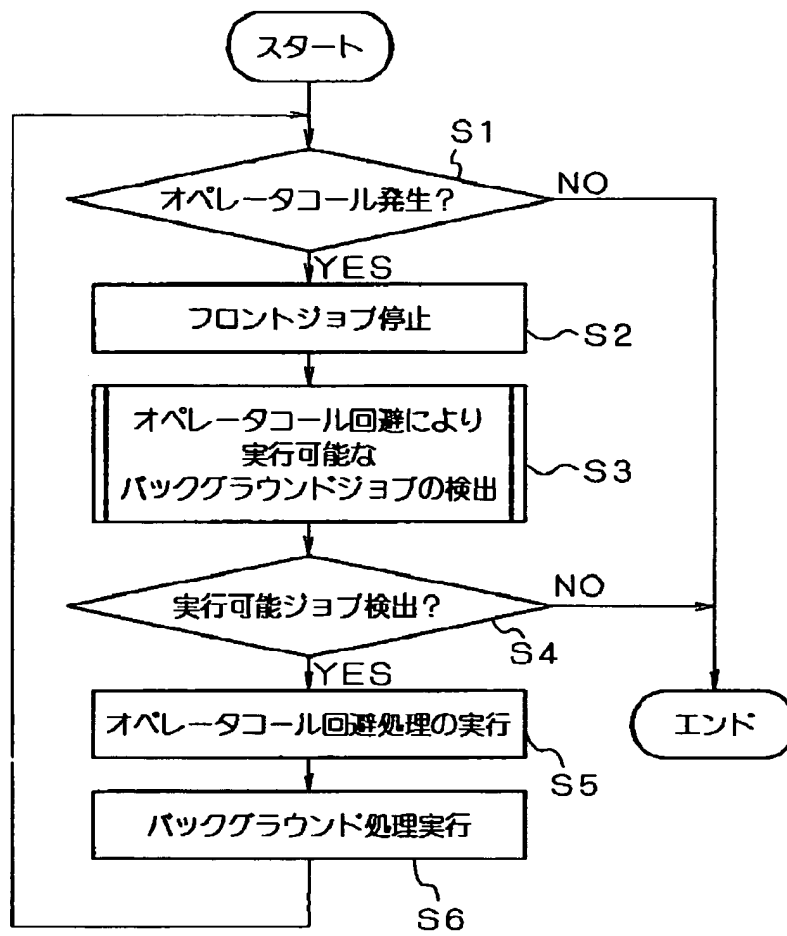 スタート
S1
オペレータコール発生?
NO
YES
フロントジョブ停止
S2
オペレータコール回避により
実行可能な
バックグラウンドジョブの検出
S3
実行可能ジョブ検出?
NO
S4
YES
オペレータコール回避処理の実行
エンド
S5
バックグラウンド処理実行
S6